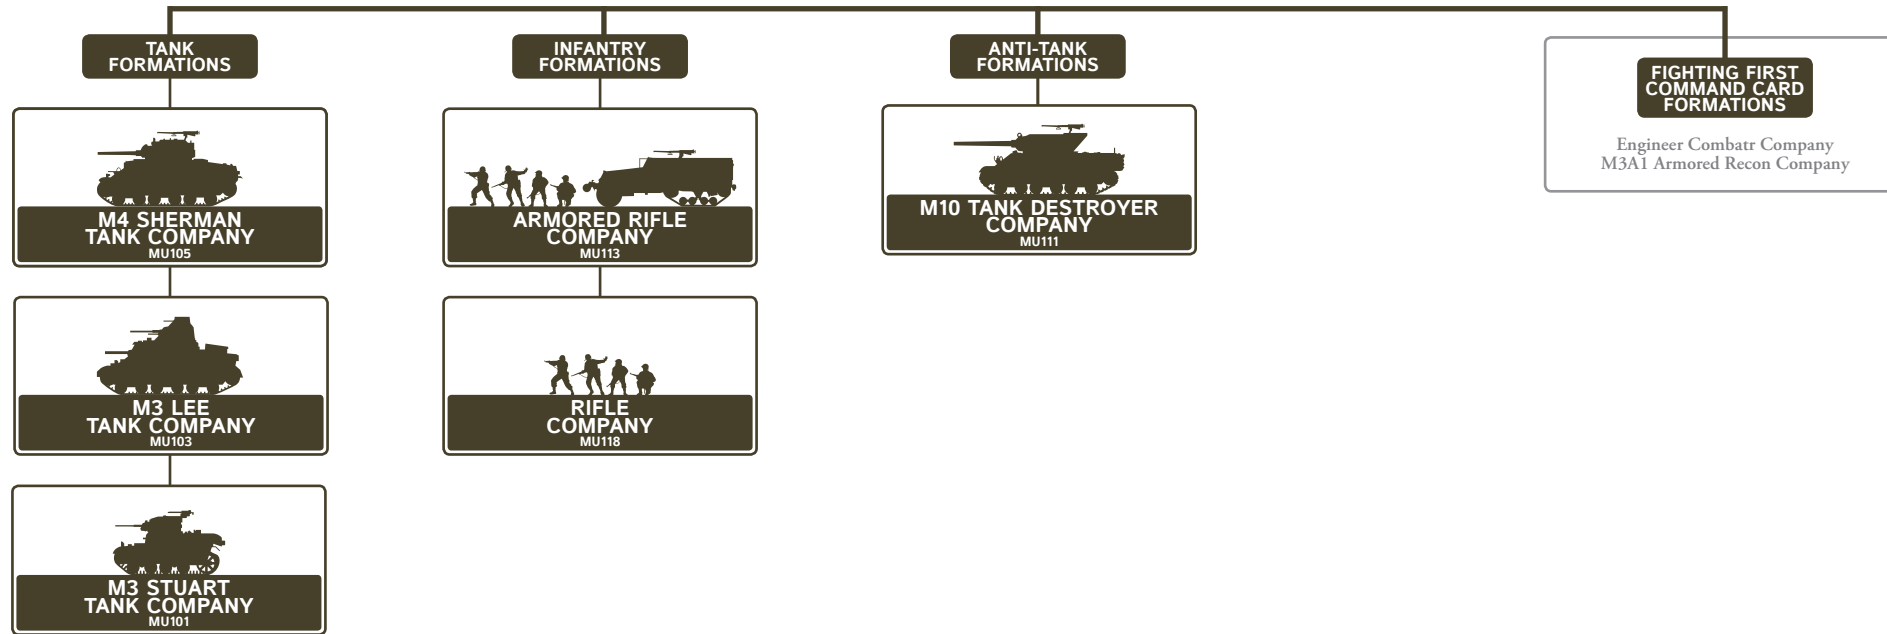 TANK
FORMATIONS
M4 SHERMAN
TANK COMPANY
MU105
M3 LEE
TANK COMPANY
MU103
M3 STUART
TANK COMPANY
MU101
INFANTRY
FORMATIONS
ARMORED RIFLE
COMPANY
MU113
RIFLE
COMPANY
MU118
ANTI-TANK
FORMATIONS
M10 TANK DESTROYER
COMPANY
MU111
FIGHTING FIRST
COMMAND CARD
FORMATIONS
Engineer Combatr Company
M3A1 Armored Recon Company